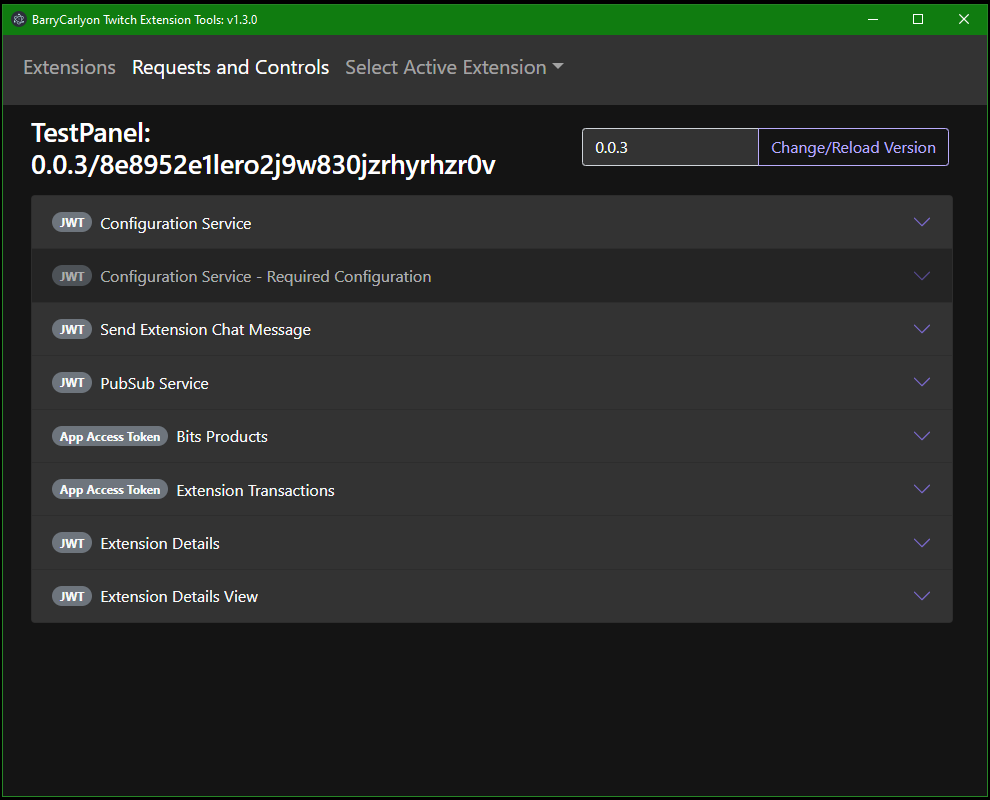 BarryCarlyon Twitch Extension Tools: v1.3.0
Extensions Requests and Controls Select Active Extension
TestPanel:
0.0.3/8e8952e1lero2j9w830jzrhyrhzr0v
0.0.3 Change/Reload Version
JWT Configuration Service
JWT Configuration Service - Required Configuration
JWT Send Extension Chat Message
JWT PubSub Service
App Access Token Bits Products
App Access Token Extension Transactions
JWT Extension Details
JWT Extension Details View